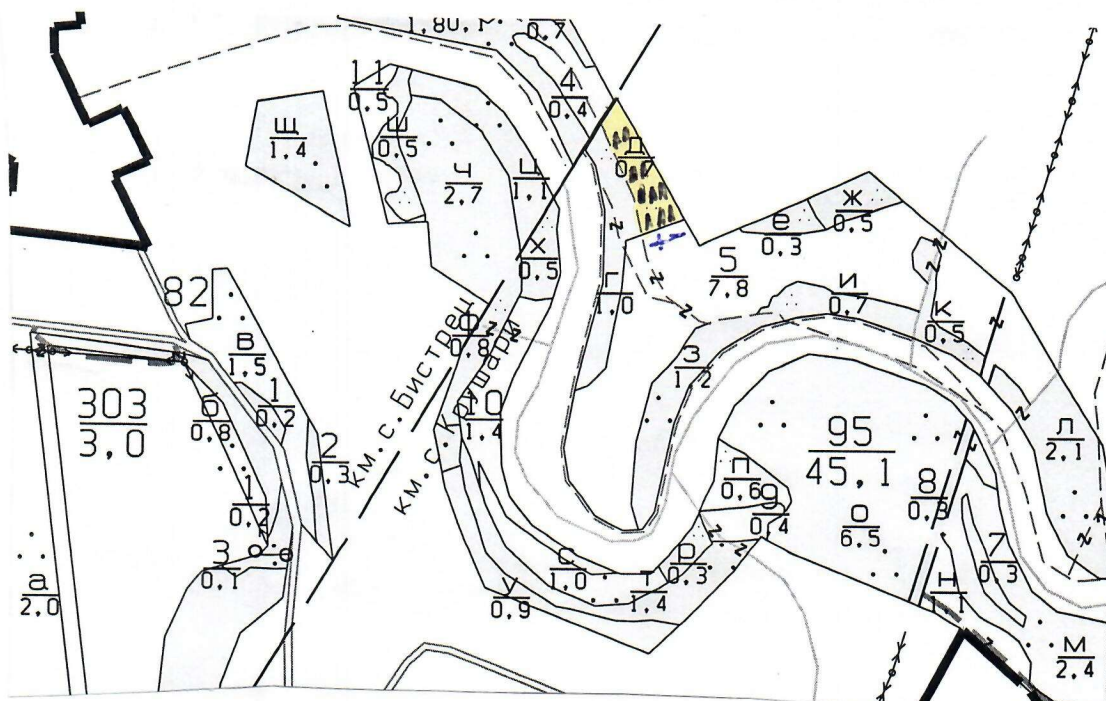 1,80,1
0,7
11
0,5
4
0,4
Щ
1,4
Ш
0,5
Д
0,7
Ч
2,7
Ц
1,1
ж
0,5
е
0,3
х
0,5
5
7,8
Г
1,0
82
и
0,7
к
0,5
в
1,5
ф
0,8
км.с. Бистрец
км.с.
З
1,2
303
3,0
б
0,8
1
0,2
10
1,4
95
45,1
л
2,1
2
0,3
п
0,6
9
0,4
8
0,3
1
0,2
о
6,5
3
0,1
с
1,0
р
0,3
7
0,3
а
2,0
у
0,9
т
1,4
н
1,1
м
2,4